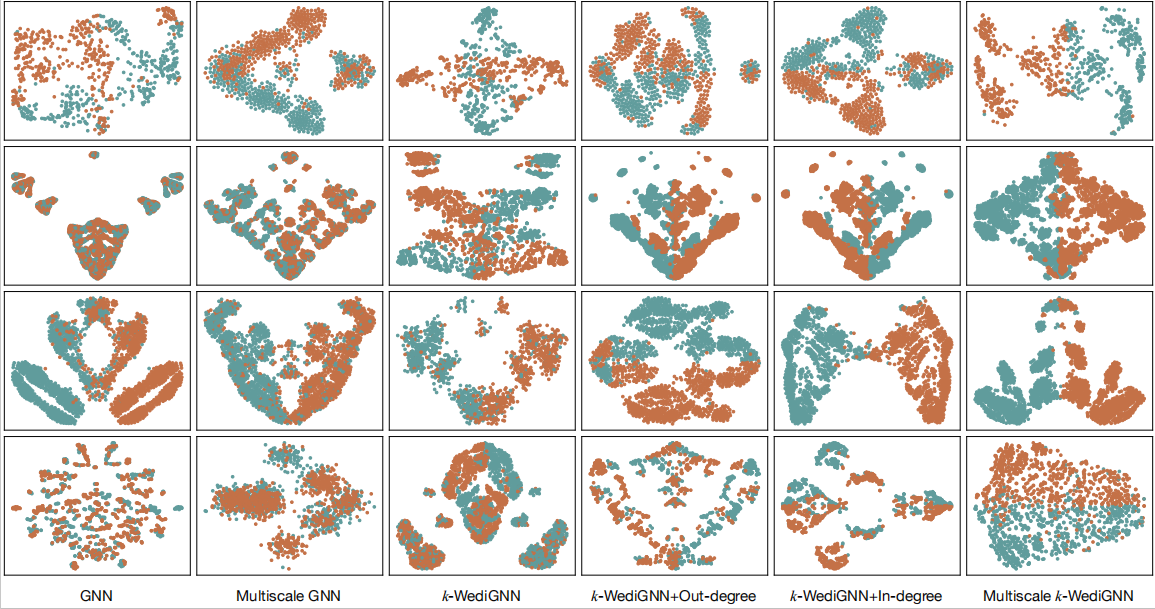 GNN
Multiscale GNN
k-WediGNN
k-WediGNN+Out-degree
k-WediGNN+In-degree
Multiscale k-WediGNN